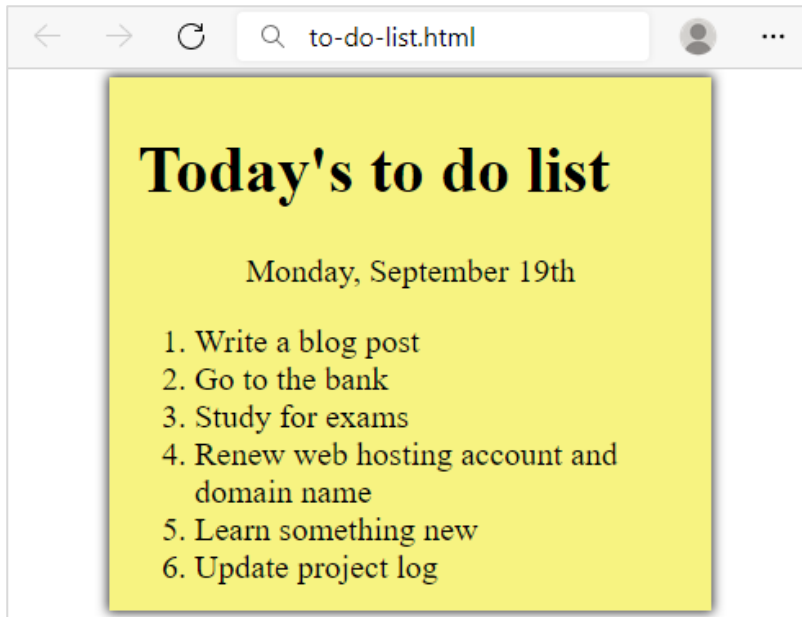 to-do-list.html
Today's to do list
Monday, September 19th
1. Write a blog post
2. Go to the bank
3. Study for exams
4. Renew web hosting account and
domain name
5. Learn something new
6. Update project log